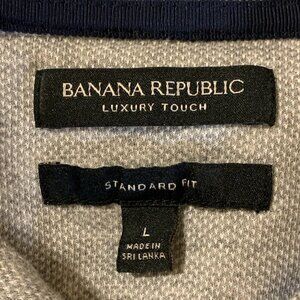 BANANA REPUBLIC
LUXURY TOUCH
STANDARD FIT
L
MADE IN
SRI LANKA